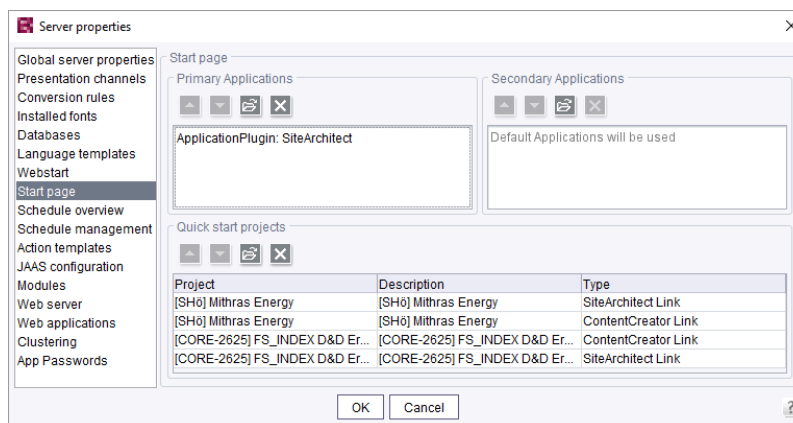 Server properties
Global server properties
Presentation channels
Conversion rules
Installed fonts
Databases
Language templates
Webstart
Start page
Schedule overview
Schedule management
Action templates
JAAS configuration
Modules
Web server
Web applications
Clustering
App Passwords
Start page
Primary Applications
ApplicationPlugin: SiteArchitect
Secondary Applications
Default Applications will be used
Quick start projects
Project Description Type
[SHö] Mithras Energy [SHö] Mithras Energy SiteArchitect Link
[SHö] Mithras Energy [SHö] Mithras Energy ContentCreator Link
[CORE-2625] FS_INDEX D&D Er... [CORE-2625] FS_INDEX D&D Er... ContentCreator Link
[CORE-2625] FS_INDEX D&D Er... [CORE-2625] FS_INDEX D&D Er... SiteArchitect Link
OK Cancel
?